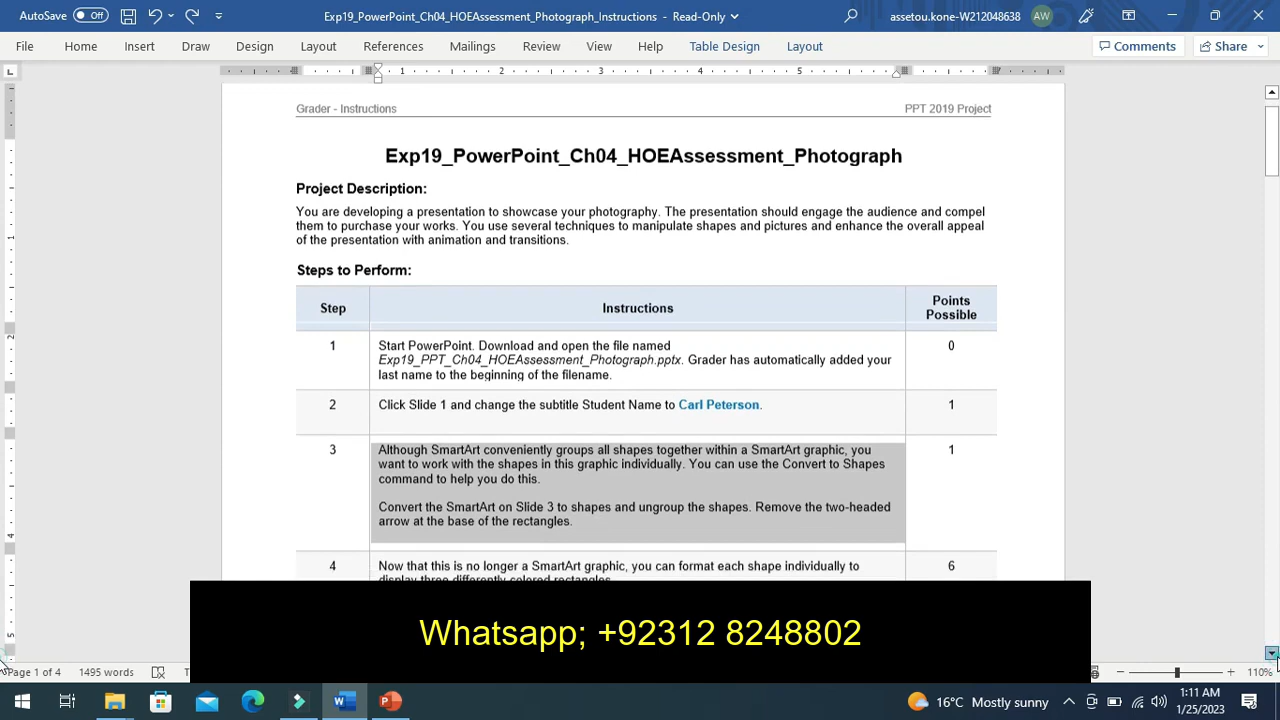 AutoSave Off Exp19_PowerPoint_Ch04_HOEAssessment_Photograph_Instructions - Read-Only assetou.kone-W212048638 AW
File Home Insert Draw Design Layout References Mailings Review View Help Table Design Layout Comments Share
Grader - Instructions PPT 2019 Project
Exp19_PowerPoint_Ch04_HOEAssessment_Photograph
Project Description:
You are developing a presentation to showcase your photography. The presentation should engage the audience and compel
them to purchase your works. You use several techniques to manipulate shapes and pictures and enhance the overall appeal
of the presentation with animation and transitions.
Steps to Perform:
Step Instructions Points
Possible
1 Start PowerPoint. Download and open the file named 0
Exp19_PPT_Ch04_HOEAssessment_Photograph.pptx. Grader has automatically added your
last name to the beginning of the filename.
2 Click Slide 1 and change the subtitle Student Name to Carl Peterson. 1
3 Although SmartArt conveniently groups all shapes together within a SmartArt graphic, you 1
want to work with the shapes in this graphic individually. You can use the Convert to Shapes
command to help you do this.
Convert the SmartArt on Slide 3 to shapes and ungroup the shapes. Remove the two-headed
arrow at the base of the rectangles.
4 Now that this is no longer a SmartArt graphic, you can format each shape individually to 6
display three differently colored rectangles.
Whatsapp; +92312 8248802
Page 1 of 4 1495 words 110%
16°C Mostly sunny 1:11 AM
1/25/2023